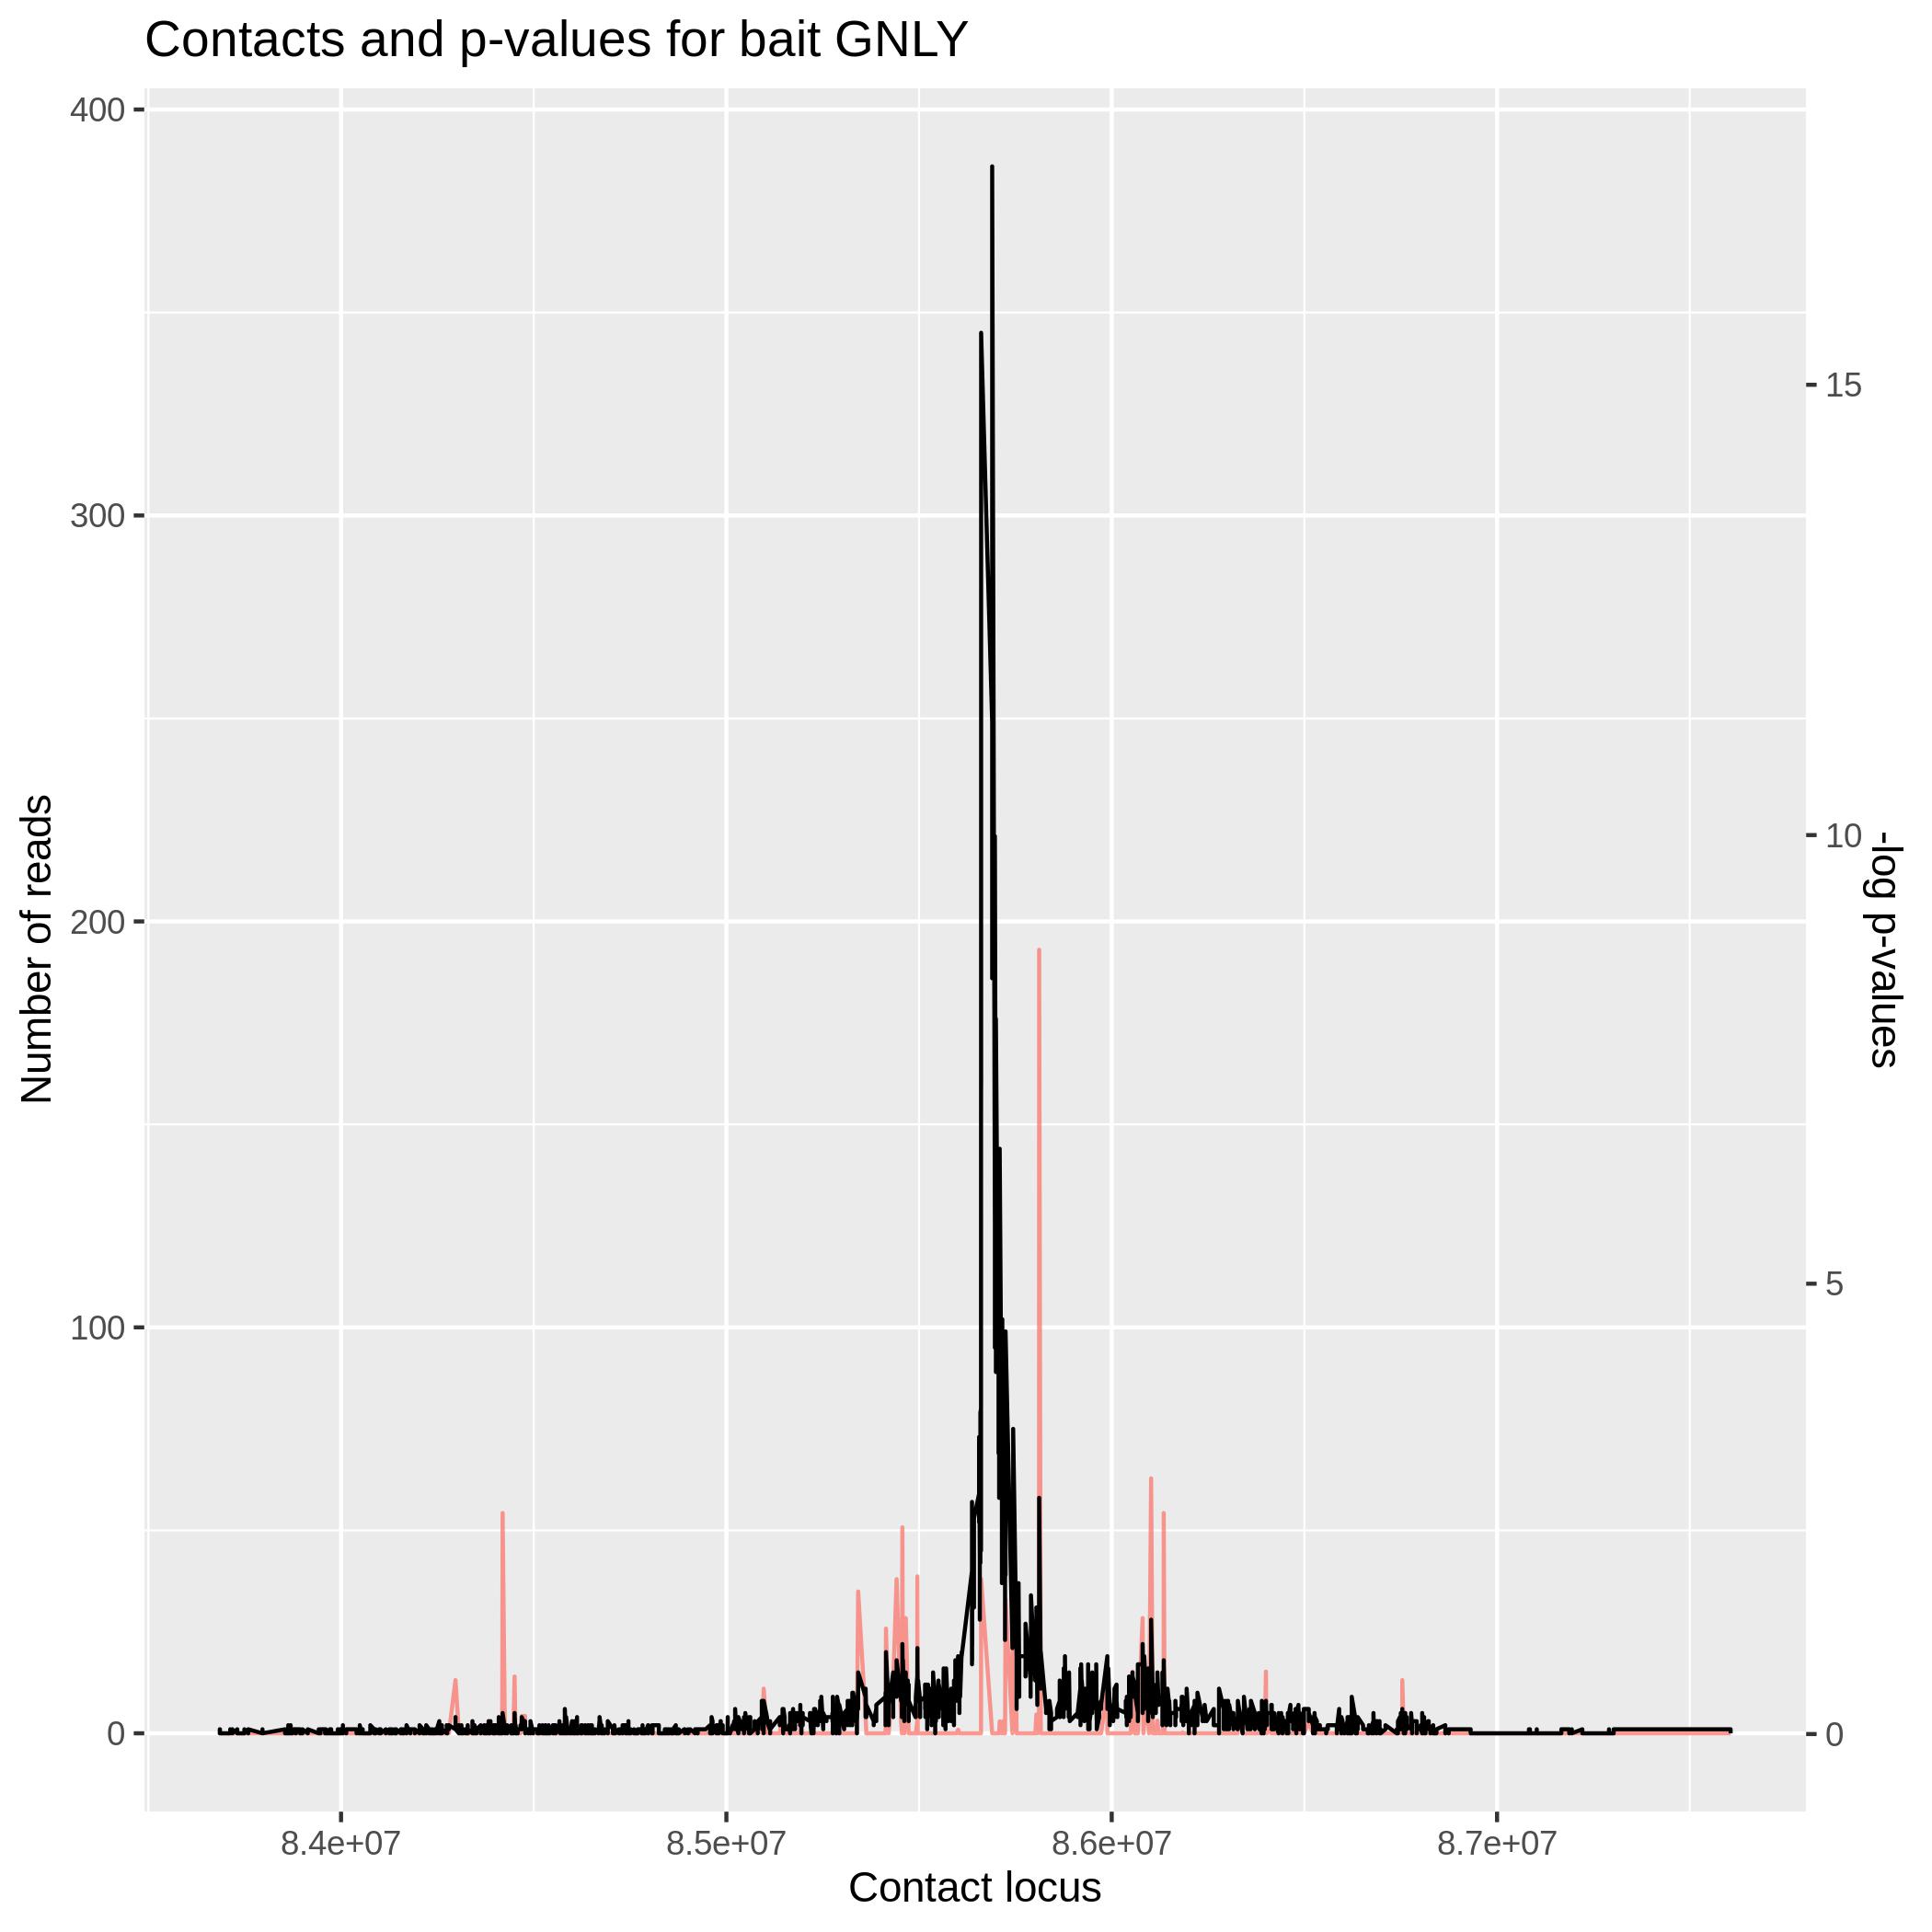 Contacts and p-values for bait GNLY
400
300
200
100
0
Number of reads
15
10
5
0
-log p-values
8.4e+07
8.5e+07
8.6e+07
8.7e+07
Contact locus